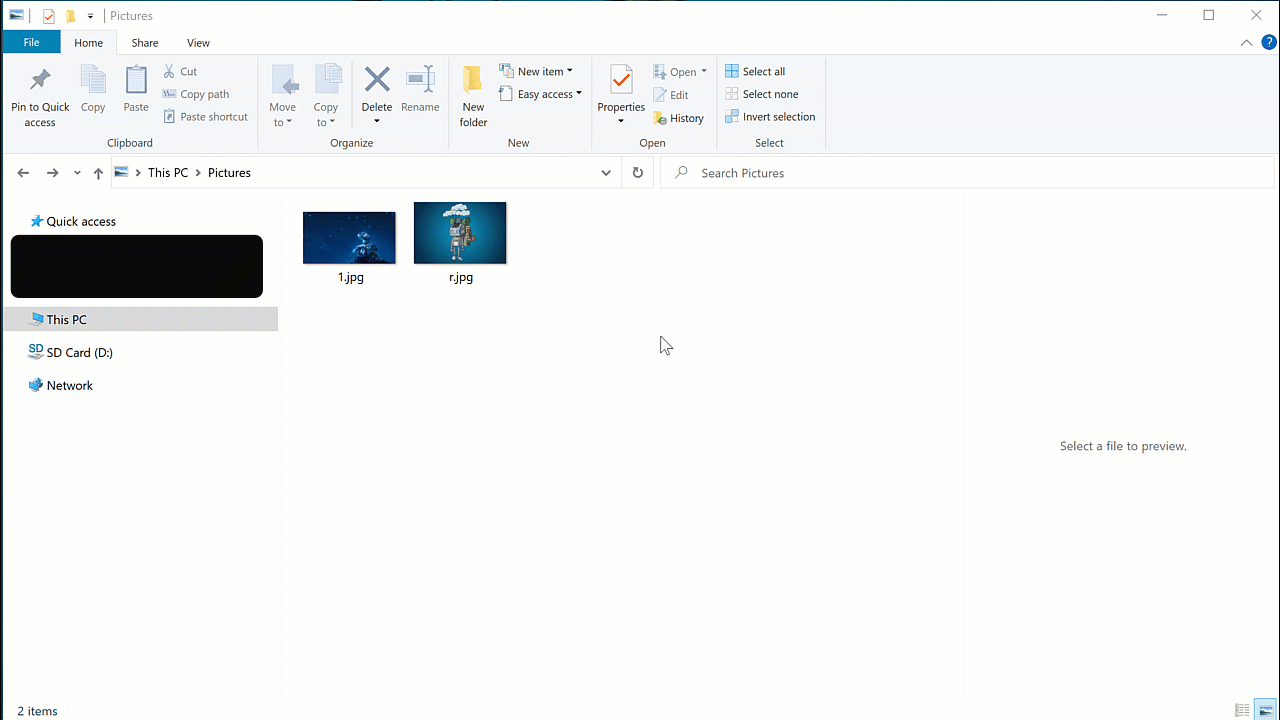 Pictures
File Home Share View
Pin to Quick access
Copy
Paste
Cut
Copy path
Paste shortcut
Clipboard
Move to
Copy to
Delete
Rename
Organize
New folder
New item
Easy access
New
Properties
Open
Edit
History
Open
Select all
Select none
Invert selection
Select
This PC Pictures
Search Pictures
Quick access
This PC
SD
SD Card (D:)
Network
1.jpg
r.jpg
Select a file to preview.
2 items
?